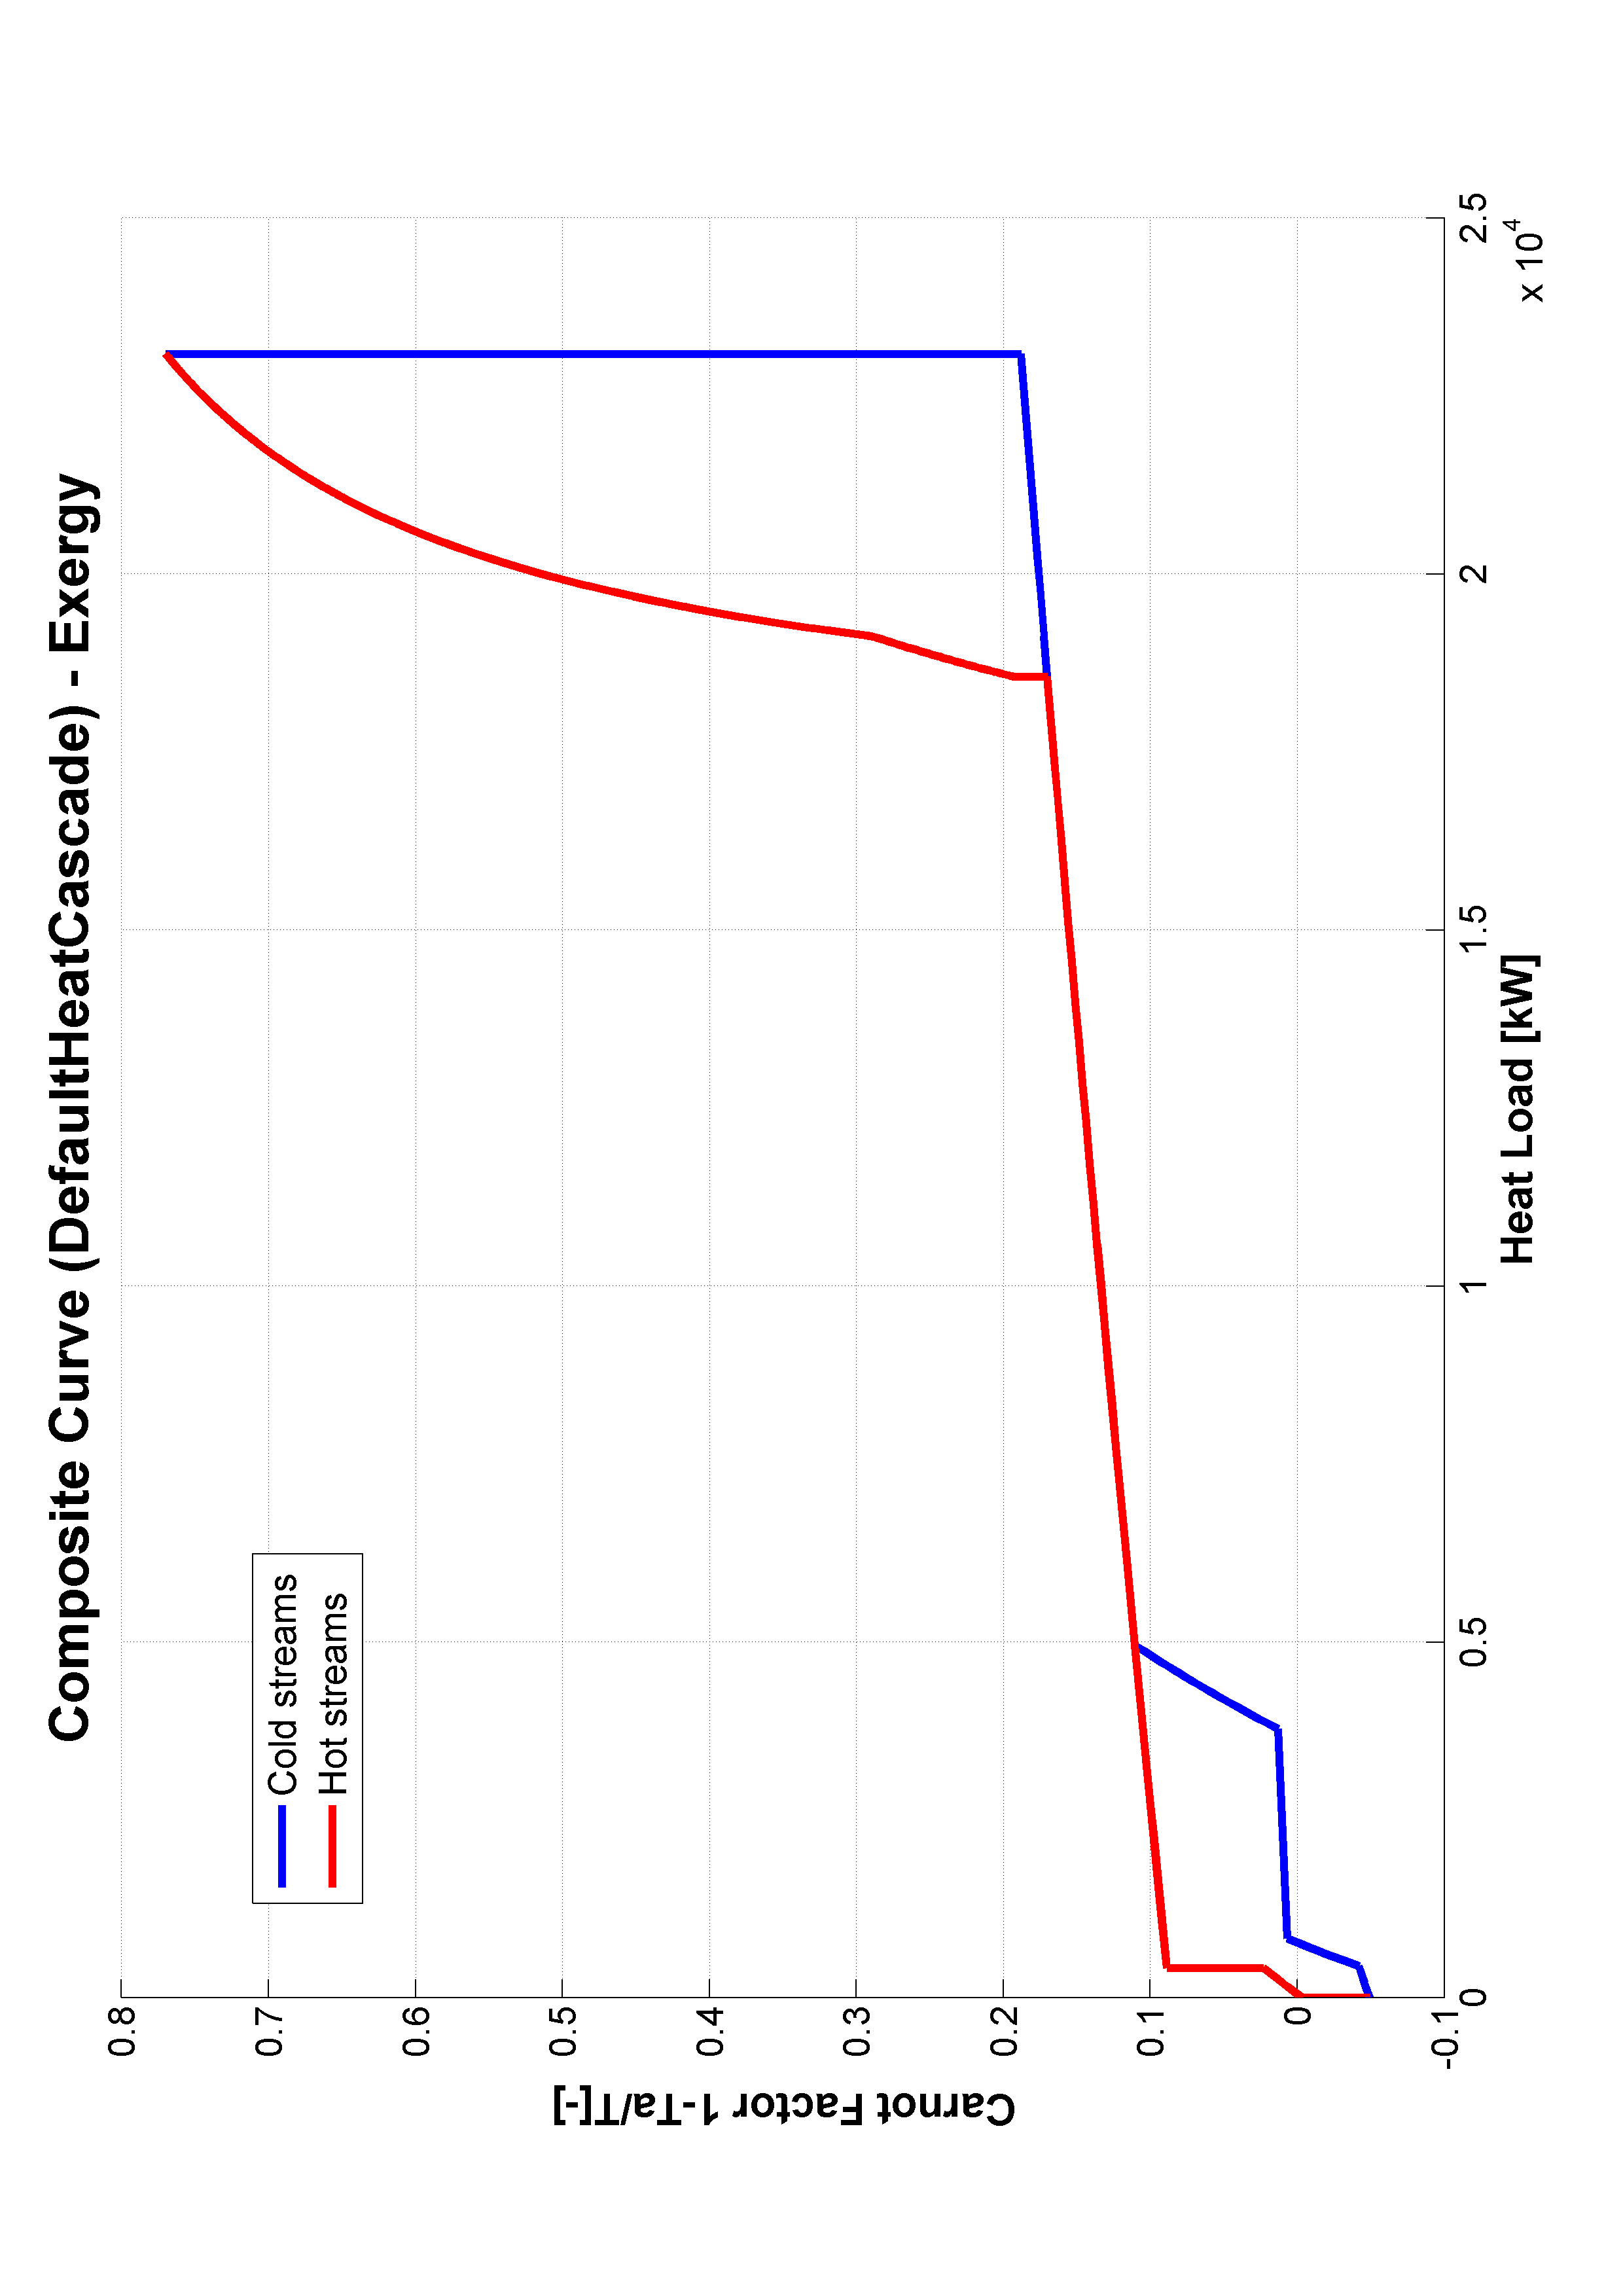 Composite Curve (DefaultHeatCascade) - Exergy
Cold streams
Hot streams
Carnot Factor 1-Ta/T[-]
0.8
0.7
0.6
0.5
0.4
0.3
0.2
0.1
0
-0.1
0
0.5
1
1.5
2
2.5
x 10^4
Heat Load [kW]